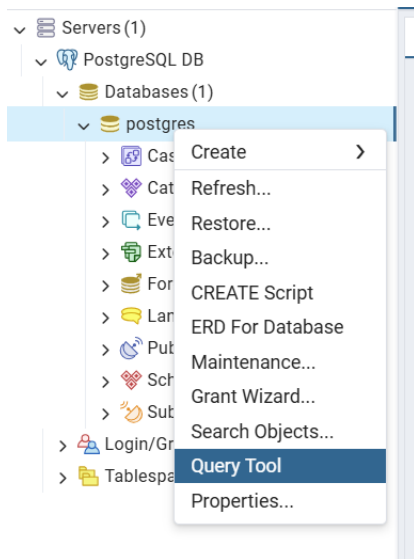 Servers (1)
PostgreSQL DB
Databases (1)
postgres
Cas
Create
Cat
Refresh...
Eve
Restore...
Ext
Backup...
For
CREATE Script
Lan
ERD For Database
Pub
Maintenance...
Sch
Grant Wizard...
Sub
Search Objects...
Login/Gr
Query Tool
Tablespa
Properties...